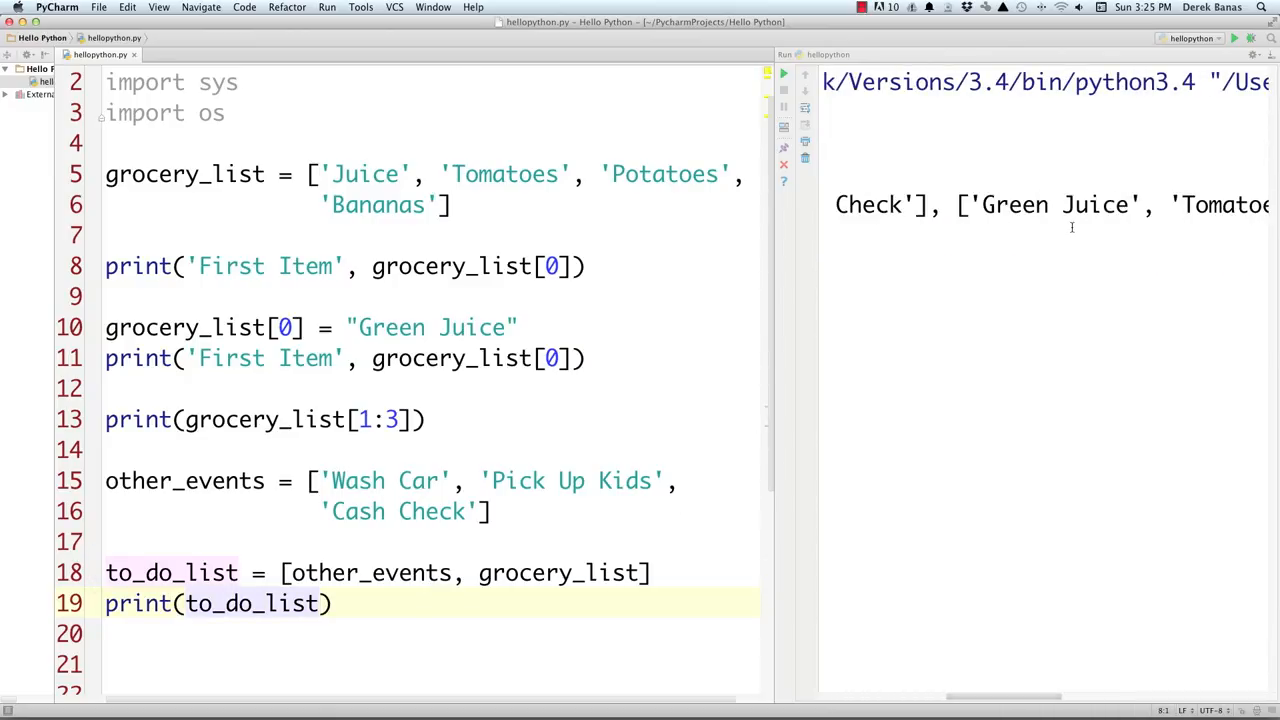 PyCharm File Edit View Navigate Code Refactor Run Tools VCS Window Help 10 Sun 3:25 PM Derek Banas
hellopython.py - Hello Python - [~/PycharmProjects/Hello Python]
Hello Python hellopython.py hellopython
hellopython.py Run hellopython
Hello P
hell
Extern
2 import sys
3 import os
4
5 grocery_list = ['Juice', 'Tomatoes', 'Potatoes',
6 'Bananas']
7
8 print('First Item', grocery_list[0])
9
10 grocery_list[0] = "Green Juice"
11 print('First Item', grocery_list[0])
12
13 print(grocery_list[1:3])
14
15 other_events = ['Wash Car', 'Pick Up Kids',
16 'Cash Check']
17
18 to_do_list = [other_events, grocery_list]
19 print(to_do_list)
20
21
22
k/Versions/3.4/bin/python3.4 "/Use
Check'], ['Green Juice', 'Tomatoe
8:1 LF UTF-8